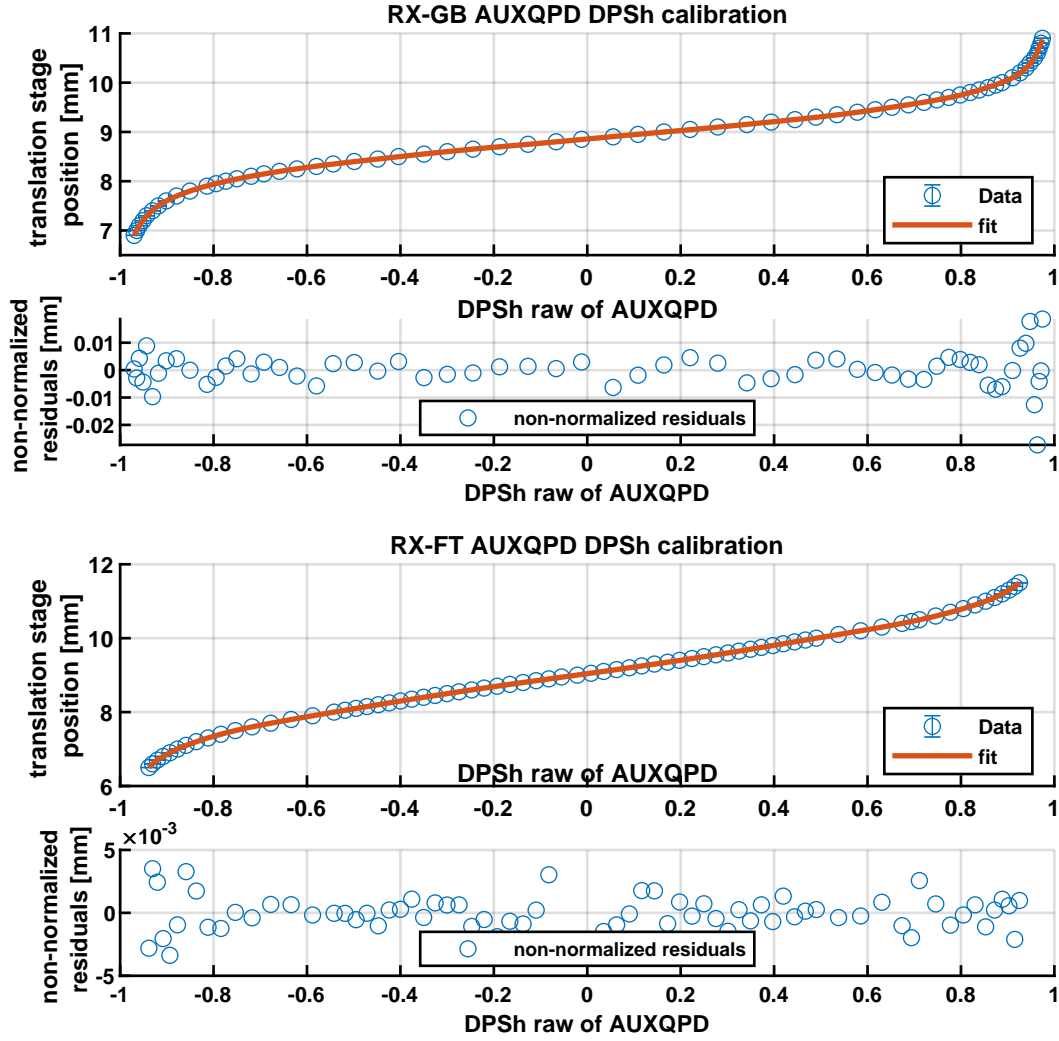 RX-GB AUXQPD DPSh calibration
translation stage
position [mm]
11
10
9
8
7
Data
fit
-1 -0.8 -0.6 -0.4 -0.2 0 0.2 0.4 0.6 0.8 1
DPSh raw of AUXQPD
non-normalized
residuals [mm]
0.01
0
-0.01
-0.02
non-normalized residuals
-1 -0.8 -0.6 -0.4 -0.2 0 0.2 0.4 0.6 0.8 1
DPSh raw of AUXQPD
RX-FT AUXQPD DPSh calibration
translation stage
position [mm]
12
10
8
6
Data
fit
DPSh raw of AUXQPD
-1 -0.8 -0.6 -0.4 -0.2 0 0.2 0.4 0.6 0.8 1
×10-3
non-normalized
residuals [mm]
5
0
-5
non-normalized residuals
-1 -0.8 -0.6 -0.4 -0.2 0 0.2 0.4 0.6 0.8 1
DPSh raw of AUXQPD